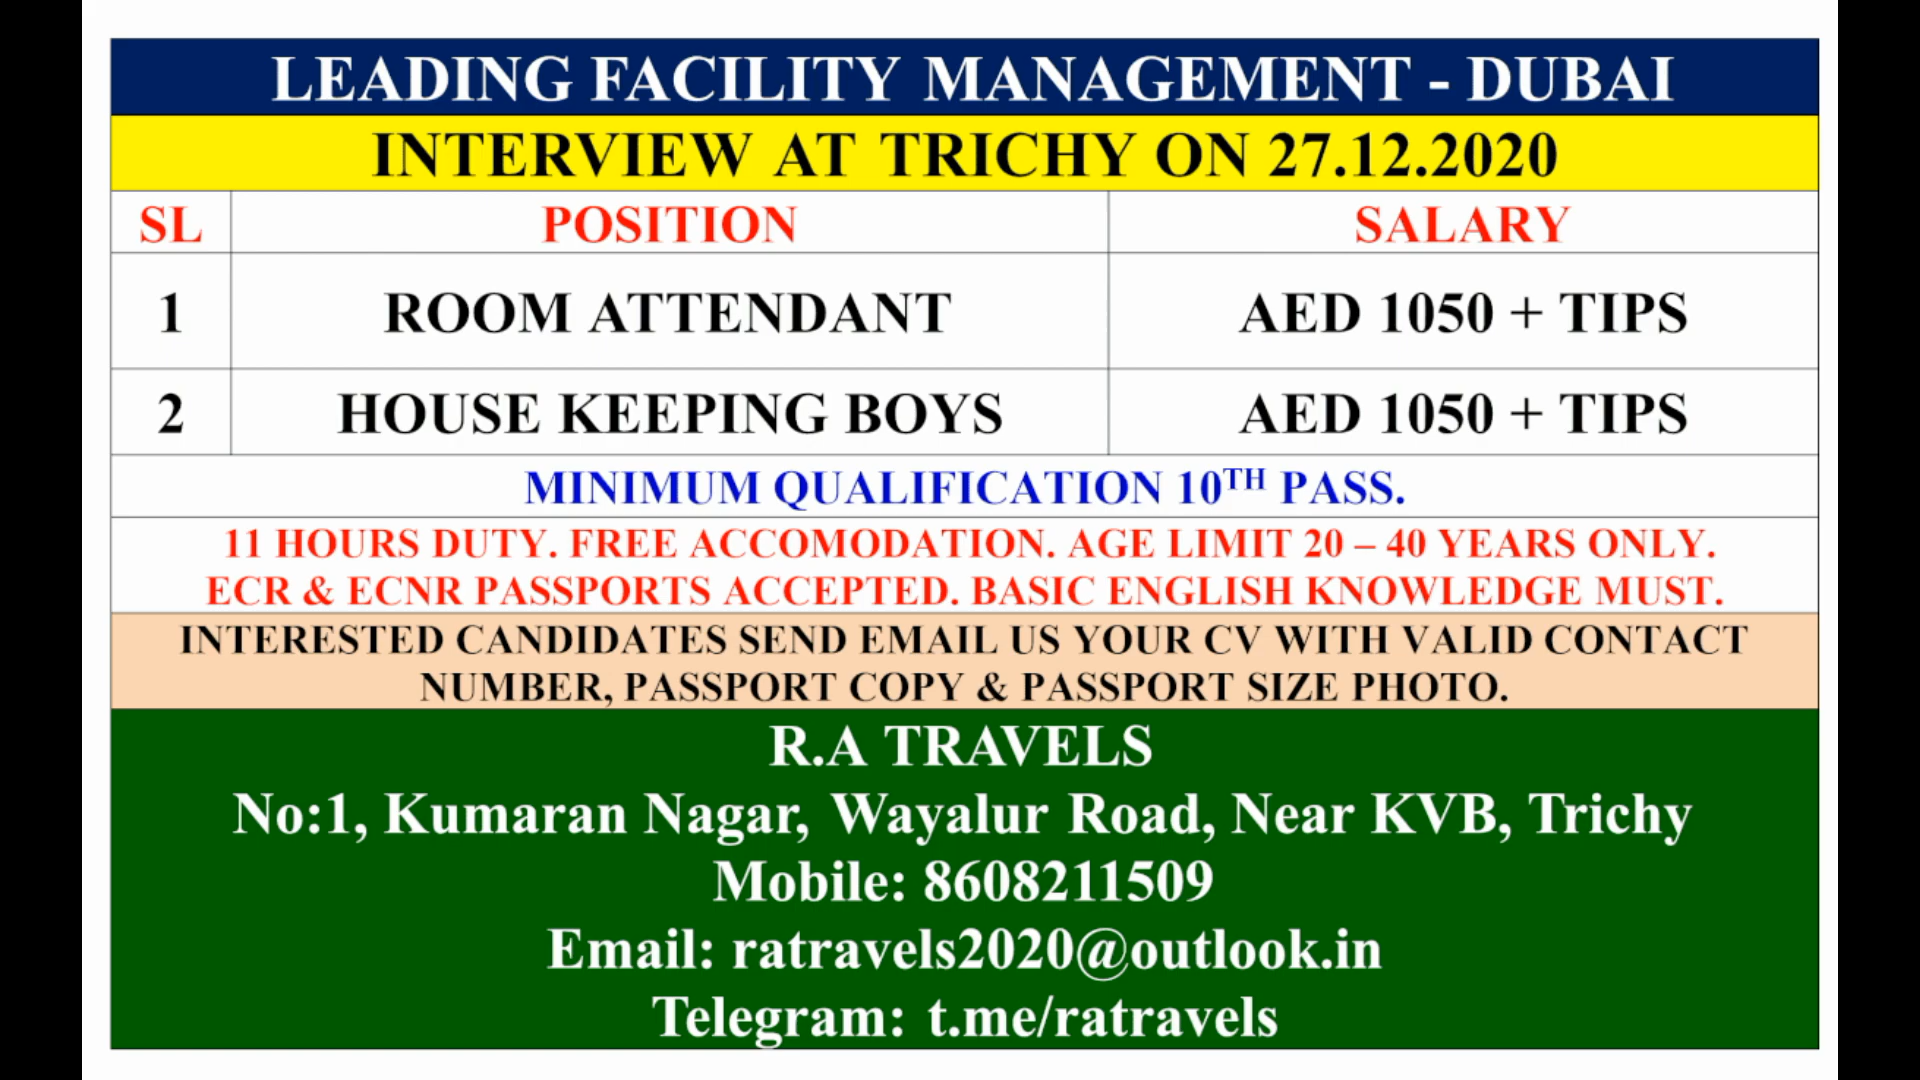 LEADING FACILITY MANAGEMENT - DUBAI
INTERVIEW AT TRICHY ON 27.12.2020
SL POSITION SALARY
1 ROOM ATTENDANT AED 1050 + TIPS
2 HOUSE KEEPING BOYS AED 1050 + TIPS
MINIMUM QUALIFICATION 10TH PASS.
11 HOURS DUTY. FREE ACCOMODATION. AGE LIMIT 20 – 40 YEARS ONLY.
ECR & ECNR PASSPORTS ACCEPTED. BASIC ENGLISH KNOWLEDGE MUST.
INTERESTED CANDIDATES SEND EMAIL US YOUR CV WITH VALID CONTACT
NUMBER, PASSPORT COPY & PASSPORT SIZE PHOTO.
R.A TRAVELS
No:1, Kumaran Nagar, Wayalur Road, Near KVB, Trichy
Mobile: 8608211509
Email: ratravels2020@outlook.in
Telegram: t.me/ratravels